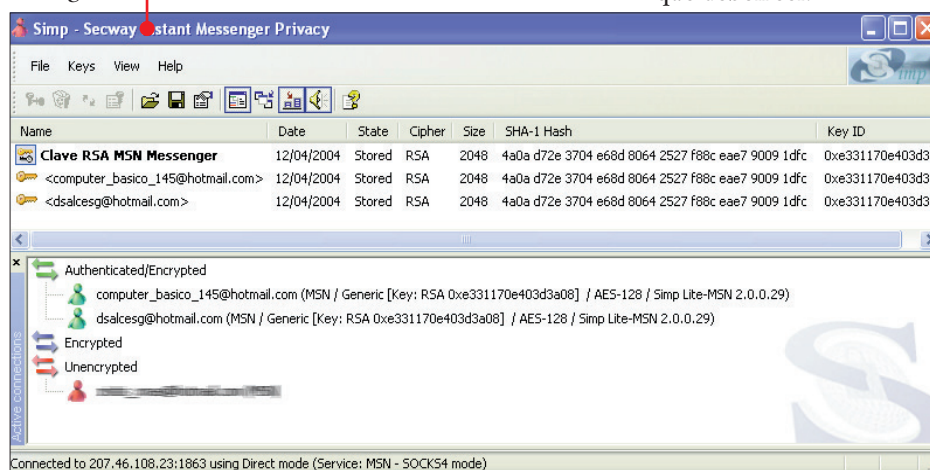 Simp - Secway Instant Messenger Privacy
File Keys View Help
Simp
Name Date State Cipher Size SHA-1 Hash Key ID
Clave RSA MSN Messenger 12/04/2004 Stored RSA 2048 4a0a d72e 3704 e68d 8064 2527 f88c eae7 9009 1dfc 0xe331170e403d3
<computer_basico_145@hotmail.com> 12/04/2004 Stored RSA 2048 4a0a d72e 3704 e68d 8064 2527 f88c eae7 9009 1dfc 0xe331170e403d3
<dsalcesg@hotmail.com> 12/04/2004 Stored RSA 2048 4a0a d72e 3704 e68d 8064 2527 f88c eae7 9009 1dfc 0xe331170e403d3
Authenticated/Encrypted
computer_basico_145@hotmail.com (MSN / Generic [Key: RSA 0xe331170e403d3a08] / AES-128 / Simp Lite-MSN 2.0.0.29)
dsalcesg@hotmail.com (MSN / Generic [Key: RSA 0xe331170e403d3a08] / AES-128 / Simp Lite-MSN 2.0.0.29)
Encrypted
Unencrypted
Active connections
Connected to 207.46.108.23:1863 using Direct mode (Service: MSN - SOCKS4 mode)